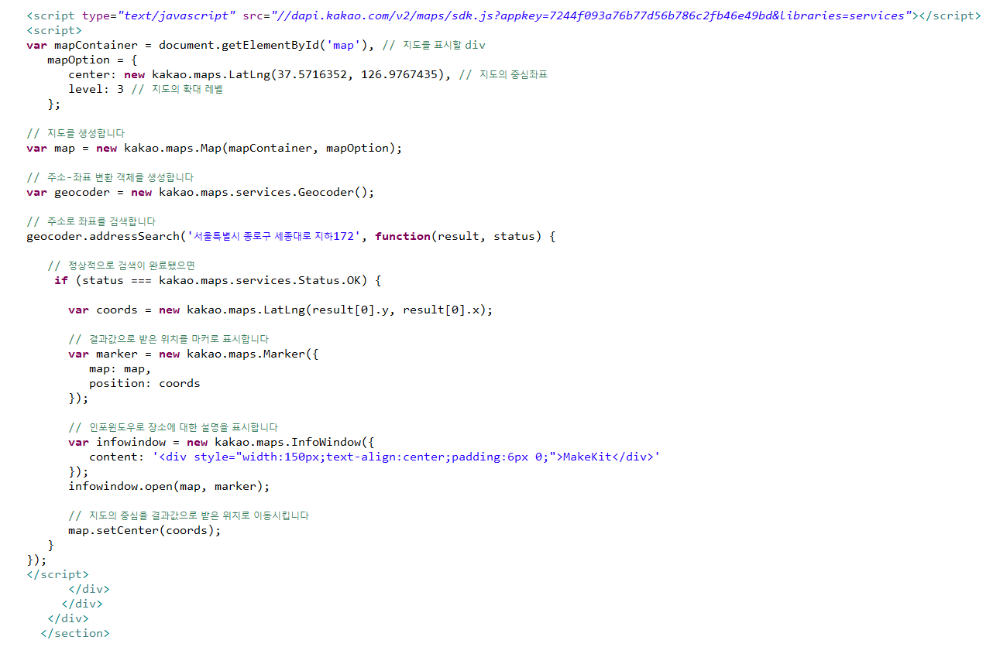 <script type="text/javascript" src="//dapi.kakao.com/v2/maps/sdk.js?appkey=7244f093a76b77d56b786c2fb46e49bd&libraries=services"></script>
<script>
var mapContainer = document.getElementById('map'), // 지도를 표시할 div
   mapOption = {
      center: new kakao.maps.LatLng(37.5716352, 126.9767435), // 지도의 중심좌표
      level: 3 // 지도의 확대 레벨
   };
// 지도를 생성합니다
var map = new kakao.maps.Map(mapContainer, mapOption);
// 주소-좌표 변환 객체를 생성합니다
var geocoder = new kakao.maps.services.Geocoder();
// 주소로 좌표를 검색합니다
geocoder.addressSearch('서울특별시 종로구 세종대로 지하172', function(result, status) {
   // 정상적으로 검색이 완료됐으면
    if (status === kakao.maps.services.Status.OK) {
      var coords = new kakao.maps.LatLng(result[0].y, result[0].x);
      // 결과값으로 받은 위치를 마커로 표시합니다
      var marker = new kakao.maps.Marker({
         map: map,
         position: coords
      });
      // 인포윈도우로 장소에 대한 설명을 표시합니다
      var infowindow = new kakao.maps.InfoWindow({
         content: '<div style="width:150px;text-align:center;padding:6px 0;">MakeKit</div>'
      });
      infowindow.open(map, marker);
      // 지도의 중심을 결과값으로 받은 위치로 이동시킵니다
      map.setCenter(coords);
   }
});
</script>
      </div>
     </div>
   </div>
  </section>